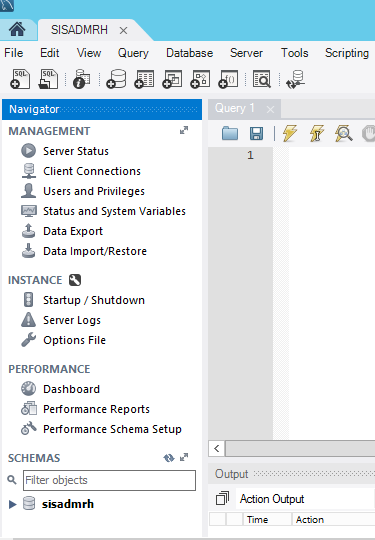 SISADMRH
File Edit View Query Database Server Tools Scripting
SQL SQL
Navigator
MANAGEMENT
Server Status
Client Connections
Users and Privileges
Status and System Variables
Data Export
Data Import/Restore
INSTANCE
Startup / Shutdown
Server Logs
Options File
PERFORMANCE
Dashboard
Performance Reports
Performance Schema Setup
SCHEMAS
Filter objects
sisadmrh
Query 1
1
Output
Action Output
Time Action